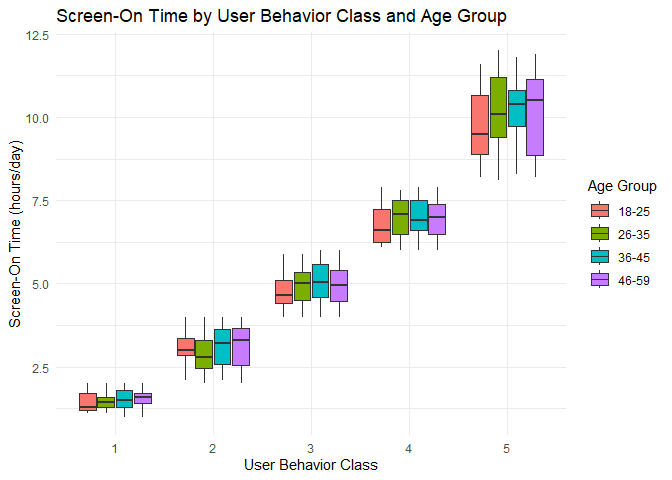 Screen-On Time by User Behavior Class and Age Group
12.5
10.0
7.5
5.0
2.5
Screen-On Time (hours/day)
1 2 3 4 5
User Behavior Class
Age Group
18-25
26-35
36-45
46-59